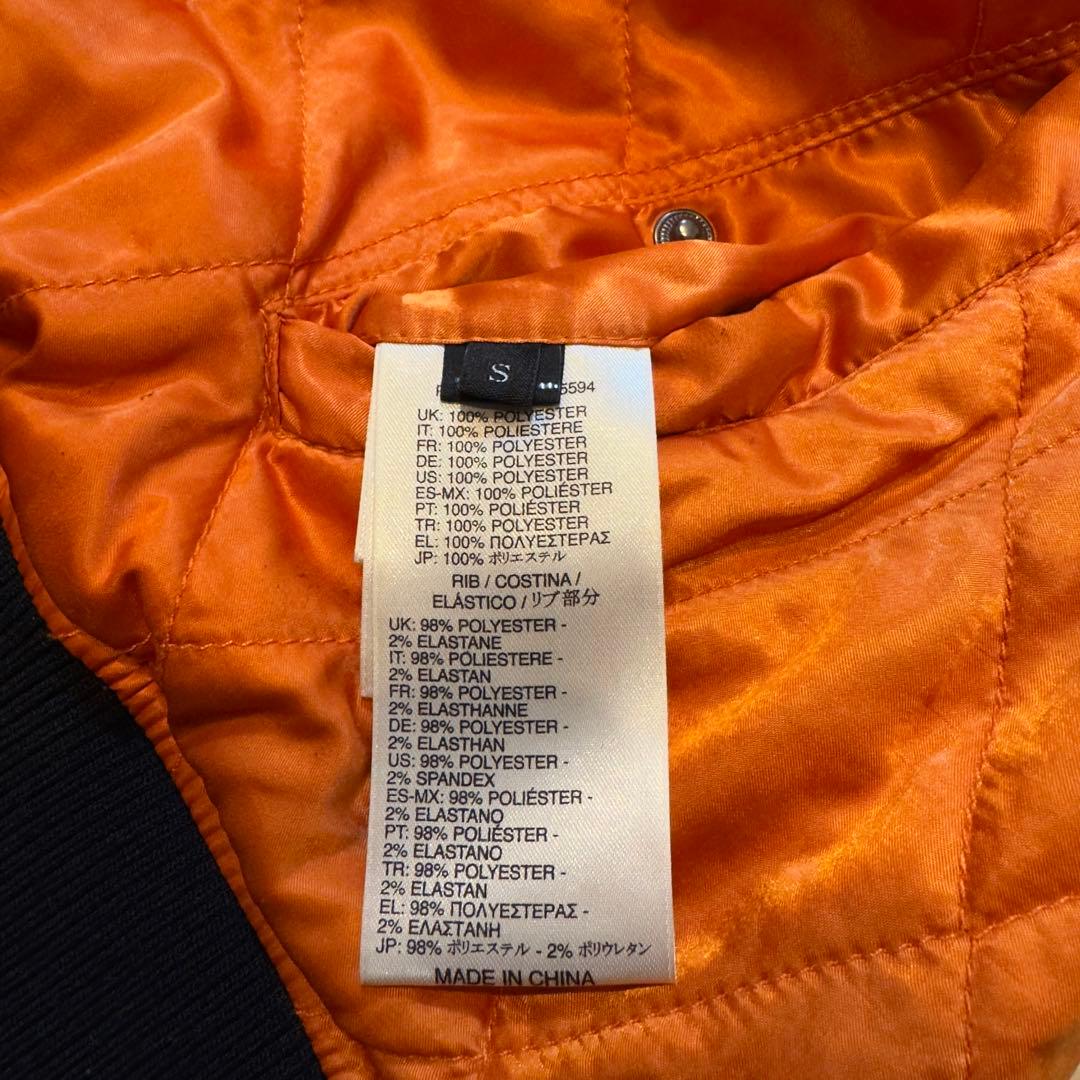 S
5594
UK: 100% POLYESTER
IT: 100% POLIESTERE
FR: 100% POLYESTER
DE: 100% POLYESTER
US: 100% POLYESTER
ES-MX: 100% POLIÉSTER
PT: 100% POLIÉSTER
TR: 100% POLYESTER
EL: 100% ΠΟΛΥΕΣΤΕΡΑΣ
JP: 100% ポリエステル
RIB / COSTINA /
ELÁSTICO / リブ部分
UK: 98% POLYESTER -
2% ELASTANE
IT: 98% POLIESTERE -
2% ELASTAN
FR: 98% POLYESTER -
2% ELASTHANNE
DE: 98% POLYESTER -
2% ELASTHAN
US: 98% POLYESTER -
2% SPANDEX
ES-MX: 98% POLIÉSTER -
2% ELASTANO
PT: 98% POLIÉSTER -
2% ELASTANO
TR: 98% POLYESTER -
2% ELASTAN
EL: 98% ΠΟΛΥΕΣΤΕΡΑΣ -
2% ΕΛΑΣΤΑΝΗ
JP: 98% ポリエステル - 2% ポリウレタン
MADE IN CHINA